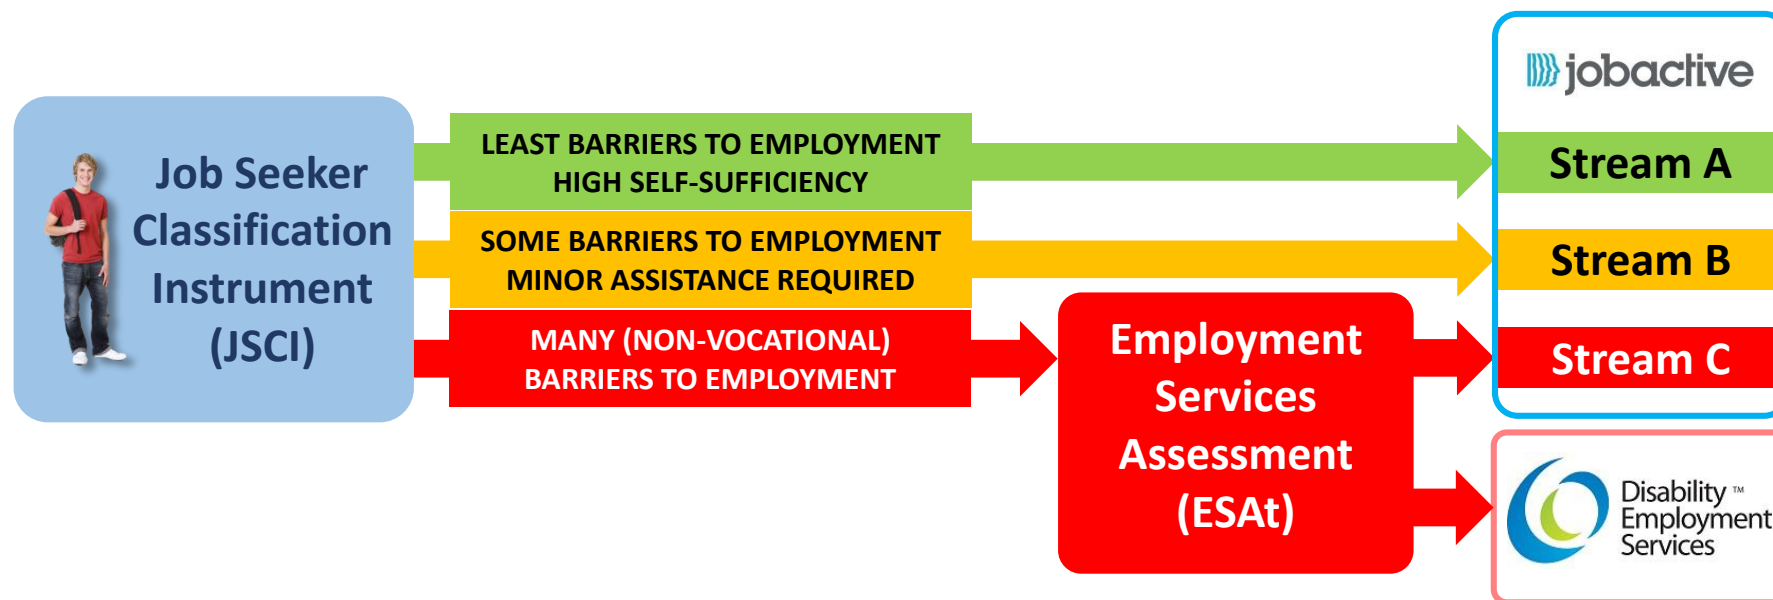 Job Seeker
Classification
Instrument
(JSCI)
LEAST BARRIERS TO EMPLOYMENT
HIGH SELF-SUFFICIENCY
SOME BARRIERS TO EMPLOYMENT
MINOR ASSISTANCE REQUIRED
MANY (NON-VOCATIONAL)
BARRIERS TO EMPLOYMENT
Employment
Services
Assessment
(ESAt)
jobactive
Stream A
Stream B
Stream C
Disability ™
Employment
Services